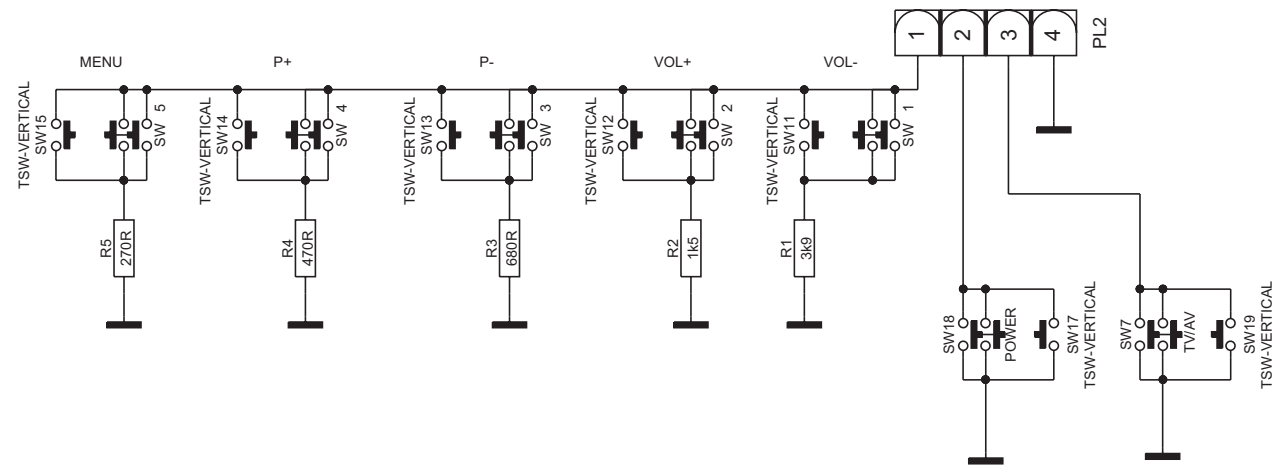 1
2
3
4
PL2
MENU
P+
P-
VOL+
VOL-
TSW-VERTICAL
SW15
SW 5
TSW-VERTICAL
SW14
SW 4
TSW-VERTICAL
SW13
SW 3
TSW-VERTICAL
SW12
SW 2
TSW-VERTICAL
SW11
SW 1
R5
270R
R4
470R
R3
680R
R2
1k5
R1
3k9
SW18
POWER
SW17
TSW-VERTICAL
SW7
TV/AV
SW19
TSW-VERTICAL